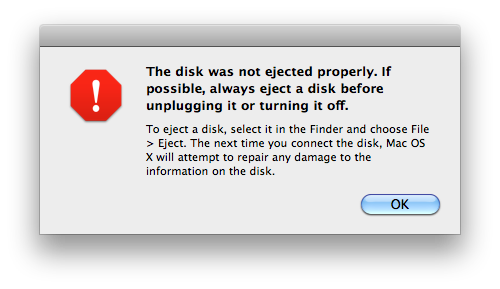 The disk was not ejected properly. If
possible, always eject a disk before
unplugging it or turning it off.
To eject a disk, select it in the Finder and choose File
> Eject. The next time you connect the disk, Mac OS
X will attempt to repair any damage to the
information on the disk.
OK